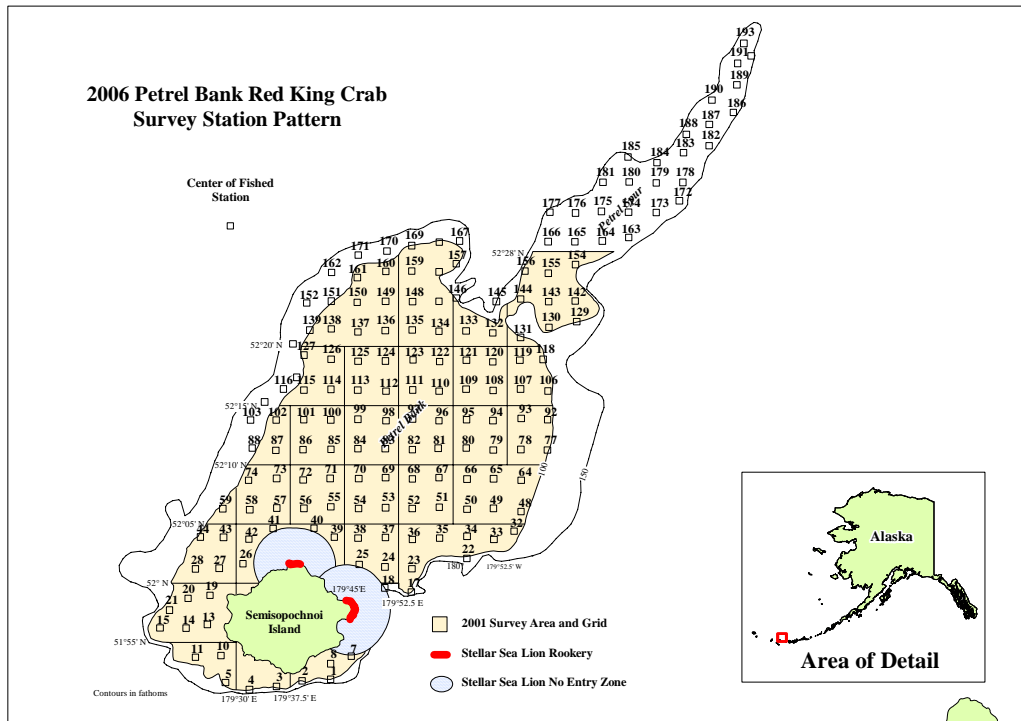 2006 Petrel Bank Red King Crab
Survey Station Pattern
Center of Fished
Station
193
191
189
190
186
187
188
182
185
184
183
181 180 179 178
172
177 176 175 174 173
Petrel Spur
166 165 164 163
167
169
170
171
52°28' N
157
162 161 160 159
156 155 154
152 151 150 149 148 146 145 144 143 142
139 138 137 136 135 134 133 132 131 130 129
52°20' N
127 126 125 124 123 122 121 120 119 118
116 115 114 113 112 111 110 109 108 107 106
52°15' N
103 102 101 100 99 98 97 96 95 94 93 92
Petrel Bank
88 87 86 85 84 83 82 81 80 79 78 77
52°10' N
100
150
74 73 72 71 70 69 68 67 66 65 64
59 58 57 56 55 54 53 52 51 50 49 48
52°05' N
44 43 42 41 40 39 38 37 36 35 34 33 32
28 27 26 25 24 23 22
180
179°52.5' W
52° N
21 20 19 18 17
179°45'E
179°52.5' E
15 14 13
Semisopochnoi
Island
51°55' N
11 10 8 7
5 4 3 2 1
179°30' E
179°37.5' E
Contours in fathoms
2001 Survey Area and Grid
Stellar Sea Lion Rookery
Stellar Sea Lion No Entry Zone
Alaska
Area of Detail